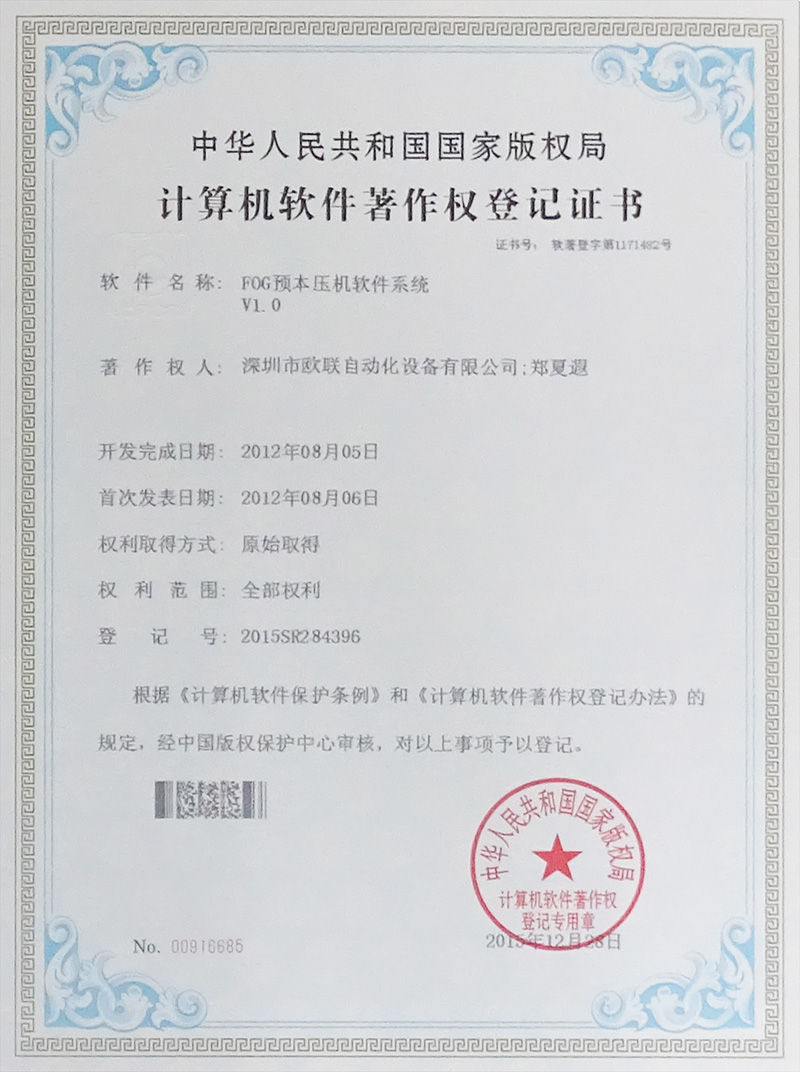 中华人民共和国国家版权局
计算机软件著作权登记证书
证书号： 软著登字第1171482号
软件名称： FOG预本压机软件系统
V1.0
著作权人： 深圳市欧联自动化设备有限公司;郑夏遐
开发完成日期： 2012年08月05日
首次发表日期： 2012年08月06日
权利取得方式： 原始取得
权利范围： 全部权利
登记号： 2015SR284396
根据《计算机软件保护条例》和《计算机软件著作权登记办法》的
规定，经中国版权保护中心审核，对以上事项予以登记。
中华人民共和国国家版权局
计算机软件著作权
登记专用章
No. 00916685
2015年12月28日